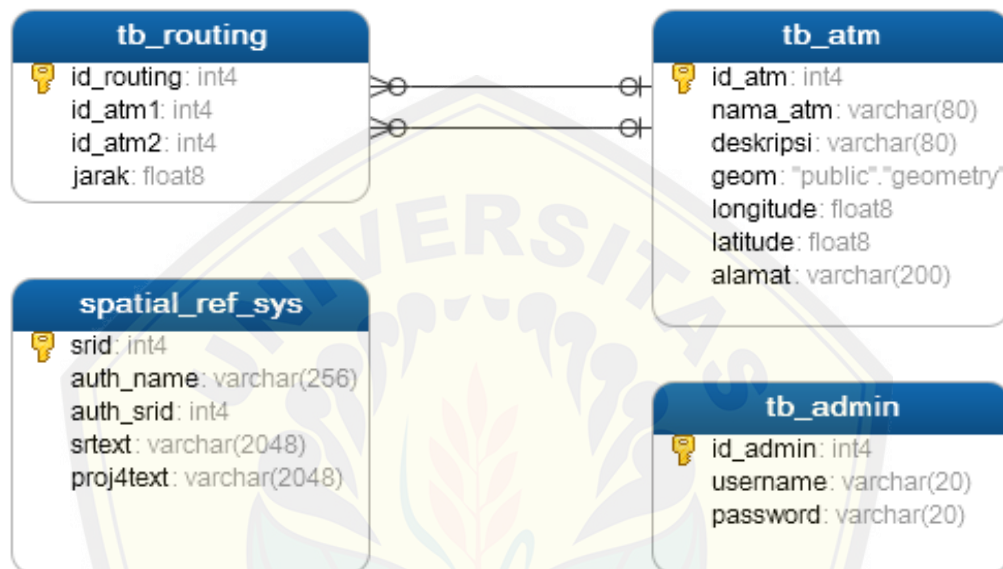 tb_routing
id_routing: int4
id_atm1: int4
id_atm2: int4
jarak: float8
tb_atm
id_atm: int4
nama_atm: varchar(80)
deskripsi: varchar(80)
geom: "public"."geometry"
longitude: float8
latitude: float8
alamat: varchar(200)
spatial_ref_sys
srid: int4
auth_name: varchar(256)
auth_srid: int4
srtext: varchar(2048)
proj4text: varchar(2048)
tb_admin
id_admin: int4
username: varchar(20)
password: varchar(20)
UNIVERSITAS